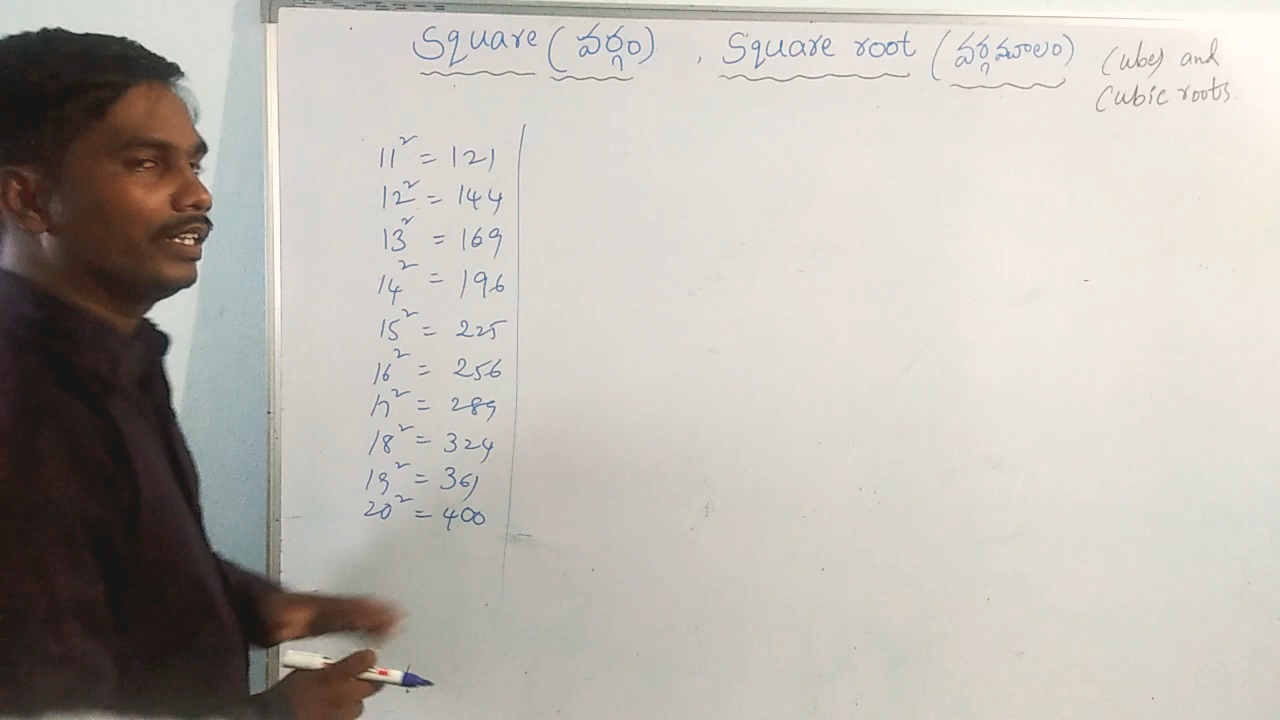 Square (వర్గం) , Square root (వర్గమూలం) Cubes and
Cubic roots.
11² = 121
12² = 144
13² = 169
14² = 196
15² = 225
16² = 256
17² = 289
18² = 324
19² = 361
20² = 400